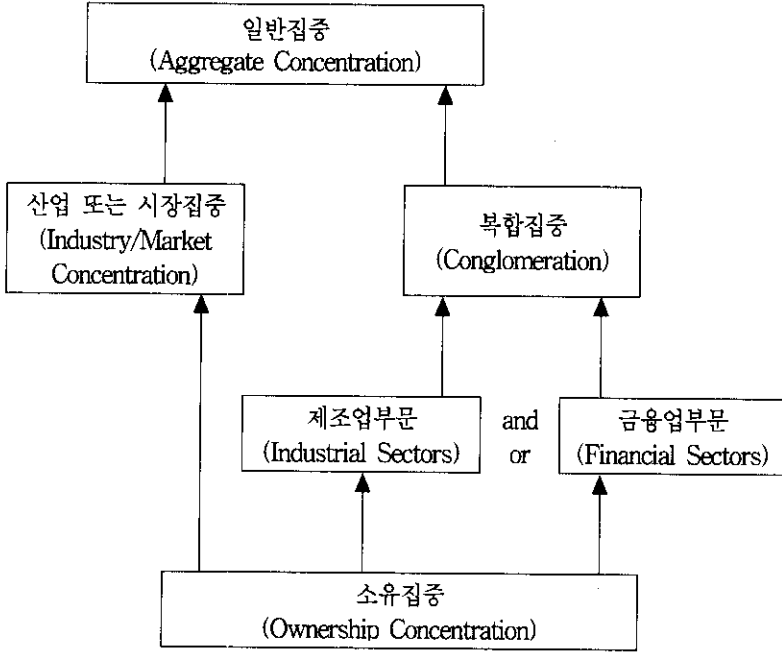 일반집중
(Aggregate Concentration)
산업 또는 시장집중
(Industry/Market
Concentration)
복합집중
(Conglomeration)
제조업부문
(Industrial Sectors)
and
or
금융업부문
(Financial Sectors)
소유집중
(Ownership Concentration)